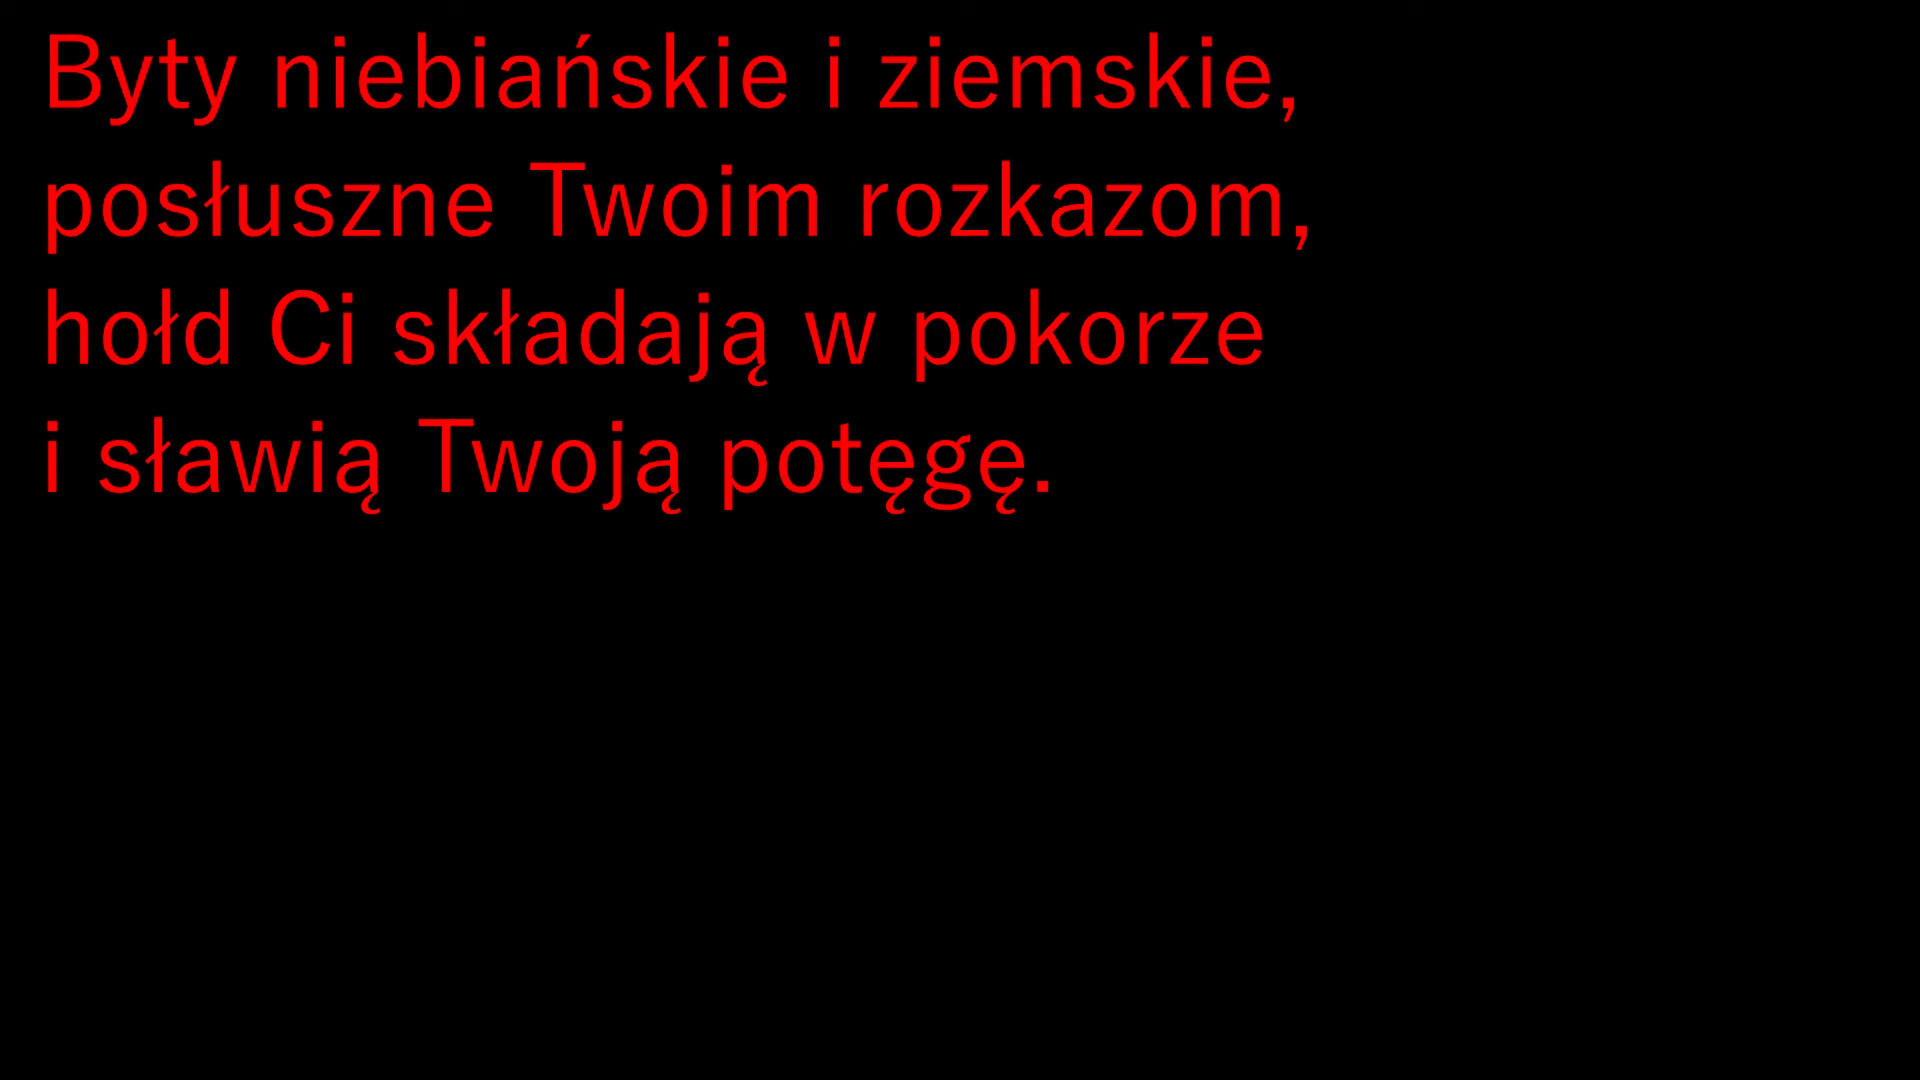 Byty niebiańskie i ziemskie,
posłuszne Twoim rozkazom,
hołd Ci składają w pokorze
i sławią Twoją potęgę.